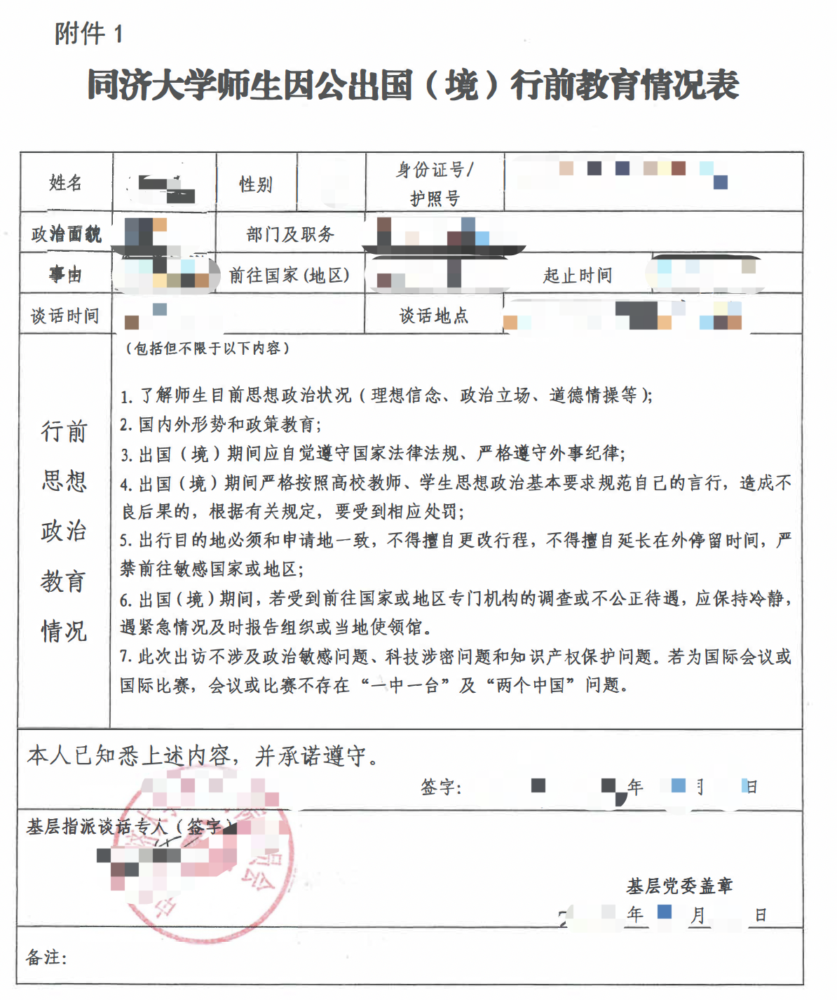 附件 1
同济大学师生因公出国（境）行前教育情况表
姓名 性别 身份证号/
护照号
政治面貌 部门及职务
事由 前往国家(地区) 起止时间
谈话时间 谈话地点
（包括但不限于以下内容）
行前
思想
政治
教育
情况
1. 了解师生目前思想政治状况（理想信念、政治立场、道德情操等）；
2. 国内外形势和政策教育；
3. 出国（境）期间应自觉遵守国家法律法规、严格遵守外事纪律；
4. 出国（境）期间严格按照高校教师、学生思想政治基本要求规范自己的言行，造成不
良后果的，根据有关规定，要受到相应处罚；
5. 出行目的地必须和申请地一致，不得擅自更改行程，不得擅自延长在外停留时间，严
禁前往敏感国家或地区；
6. 出国（境）期间，若受到前往国家或地区专门机构的调查或不公正待遇，应保持冷静，
遇紧急情况及时报告组织或当地使领馆。
7. 此次出访不涉及政治敏感问题、科技涉密问题和知识产权保护问题。若为国际会议或
国际比赛，会议或比赛不存在“一中一台”及“两个中国”问题。
本人已知悉上述内容，并承诺遵守。
签字： 年 月 日
基层指派谈话专人（签字）
基层党委盖章
年 月 日
备注：